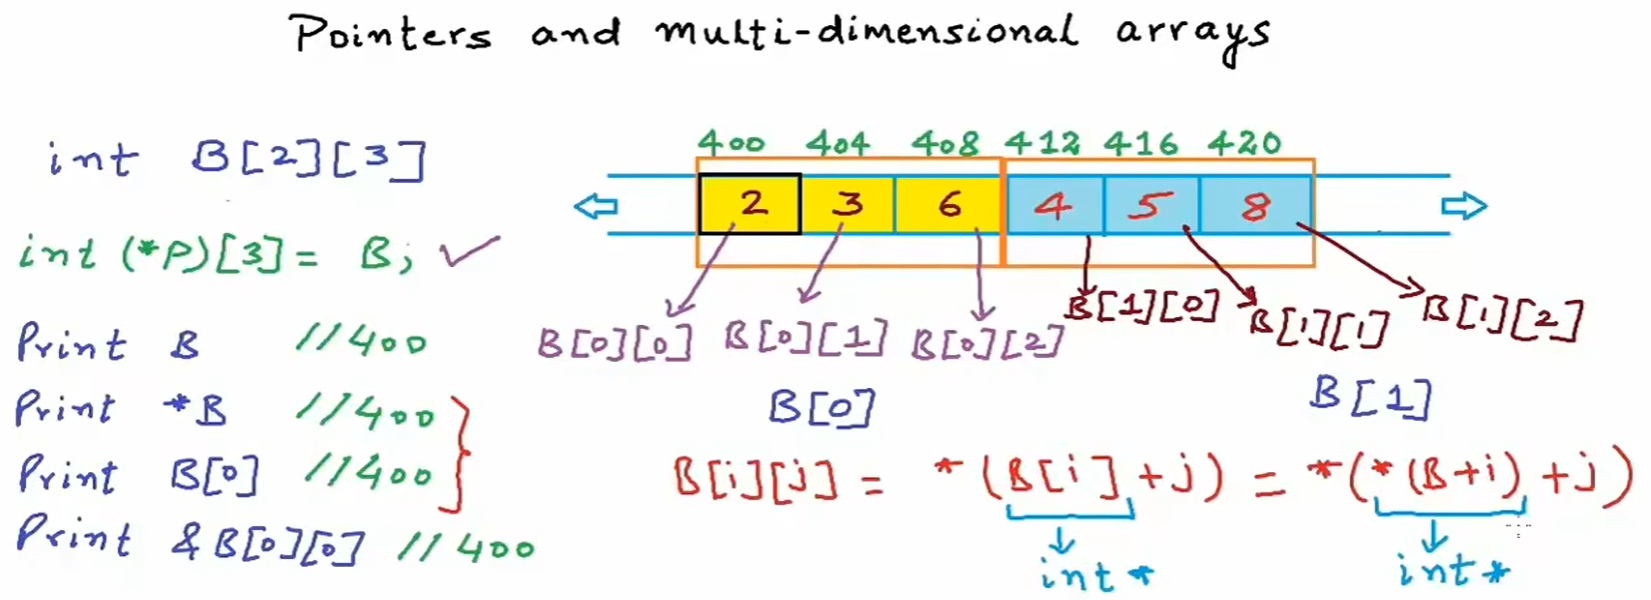 Pointers and multi-dimensional arrays
int B[2][3]
400 404 408 412 416 420
2 3 6 4 5 8
int (*P)[3] = B; ✓
B[0][0] B[0][1] B[0][2] B[1][0] B[1][1] B[1][2]
Print B //400
Print *B //400
B[0] B[1]
Print B[0] //400
B[i][j] = *(B[i]+j) = *(*(B+i)+j)
Print &B[0][0] //400
int* int*